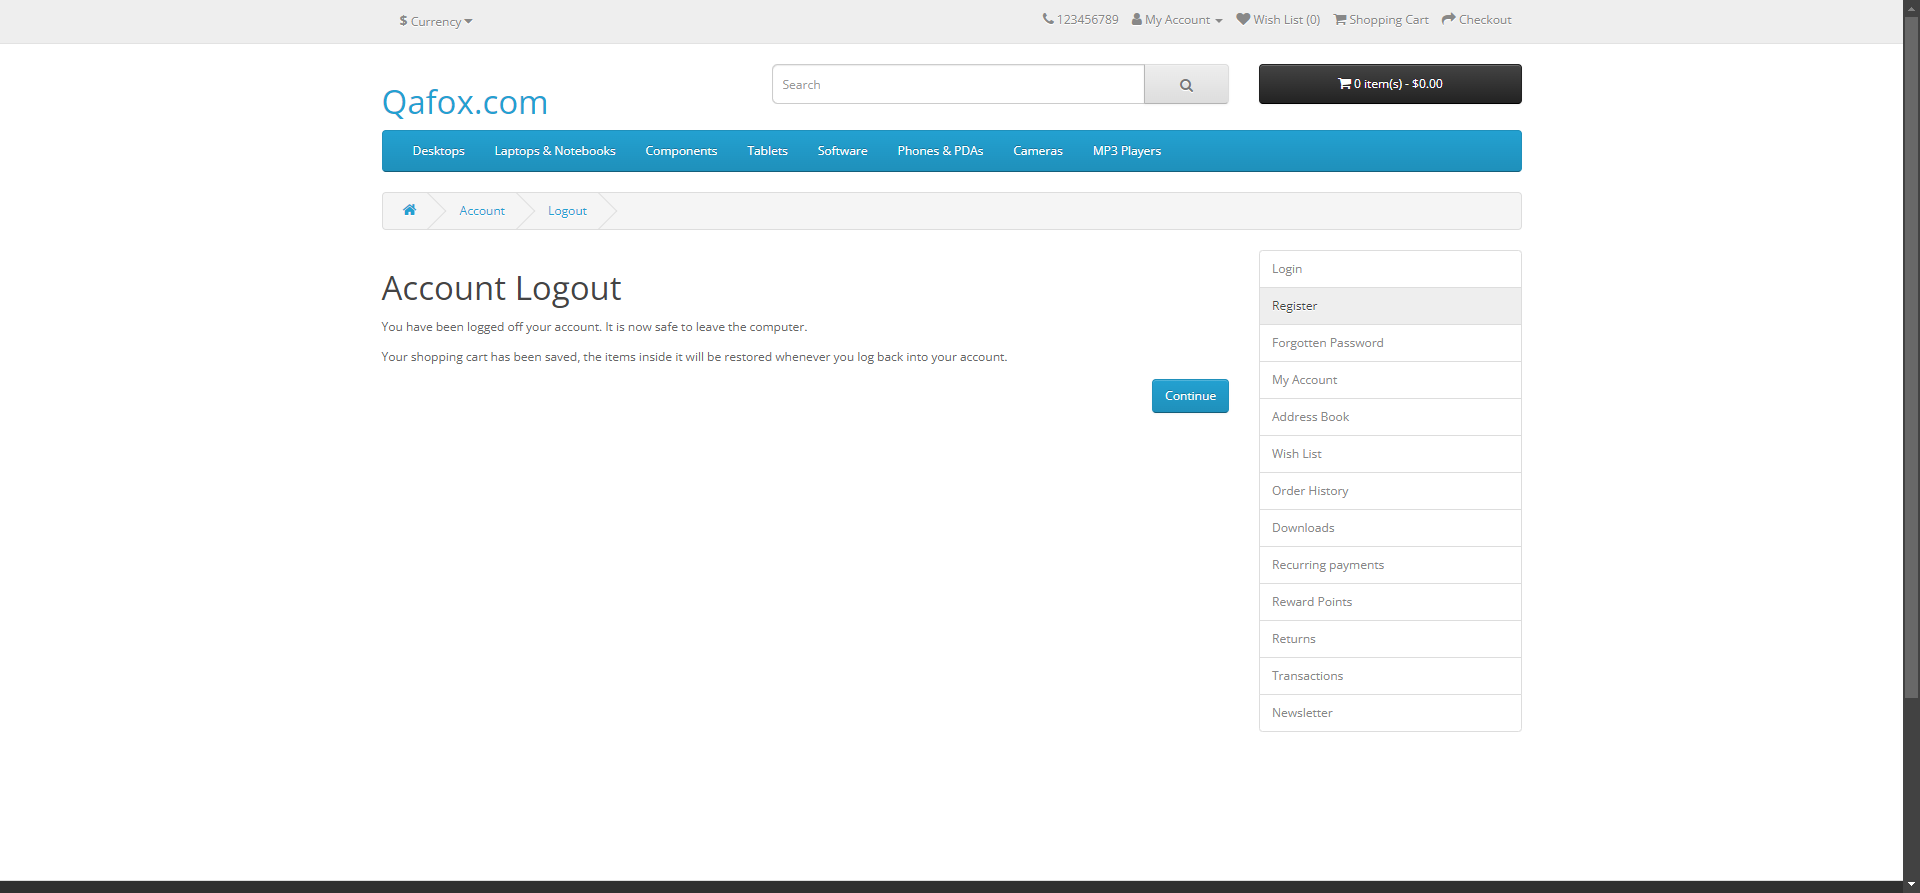 $ Currency
123456789 My Account Wish List (0) Shopping Cart Checkout
Qafox.com
Search
0 item(s) - $0.00
Desktops Laptops & Notebooks Components Tablets Software Phones & PDAs Cameras MP3 Players
Account Logout
Account Logout
You have been logged off your account. It is now safe to leave the computer.
Your shopping cart has been saved, the items inside it will be restored whenever you log back into your account.
Continue
Login
Register
Forgotten Password
My Account
Address Book
Wish List
Order History
Downloads
Recurring payments
Reward Points
Returns
Transactions
Newsletter